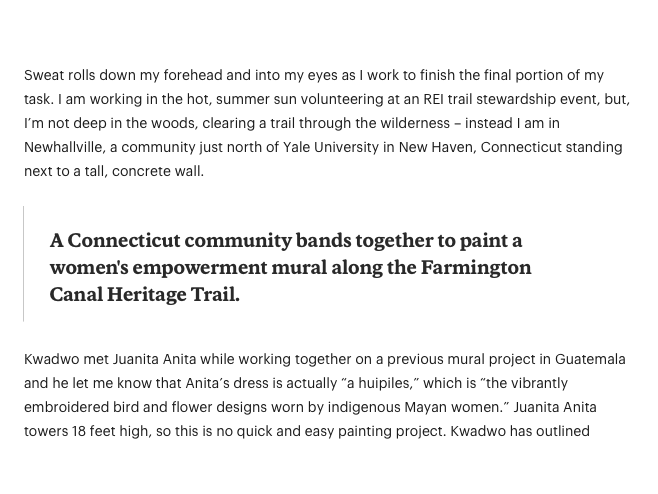 Sweat rolls down my forehead and into my eyes as I work to finish the final portion of my
task. I am working in the hot, summer sun volunteering at an REI trail stewardship event, but,
I’m not deep in the woods, clearing a trail through the wilderness – instead I am in
Newhallville, a community just north of Yale University in New Haven, Connecticut standing
next to a tall, concrete wall.
A Connecticut community bands together to paint a
women's empowerment mural along the Farmington
Canal Heritage Trail.
Kwadwo met Juanita Anita while working together on a previous mural project in Guatemala
and he let me know that Anita’s dress is actually “a huipiles,” which is “the vibrantly
embroidered bird and flower designs worn by indigenous Mayan women.” Juanita Anita
towers 18 feet high, so this is no quick and easy painting project. Kwadwo has outlined